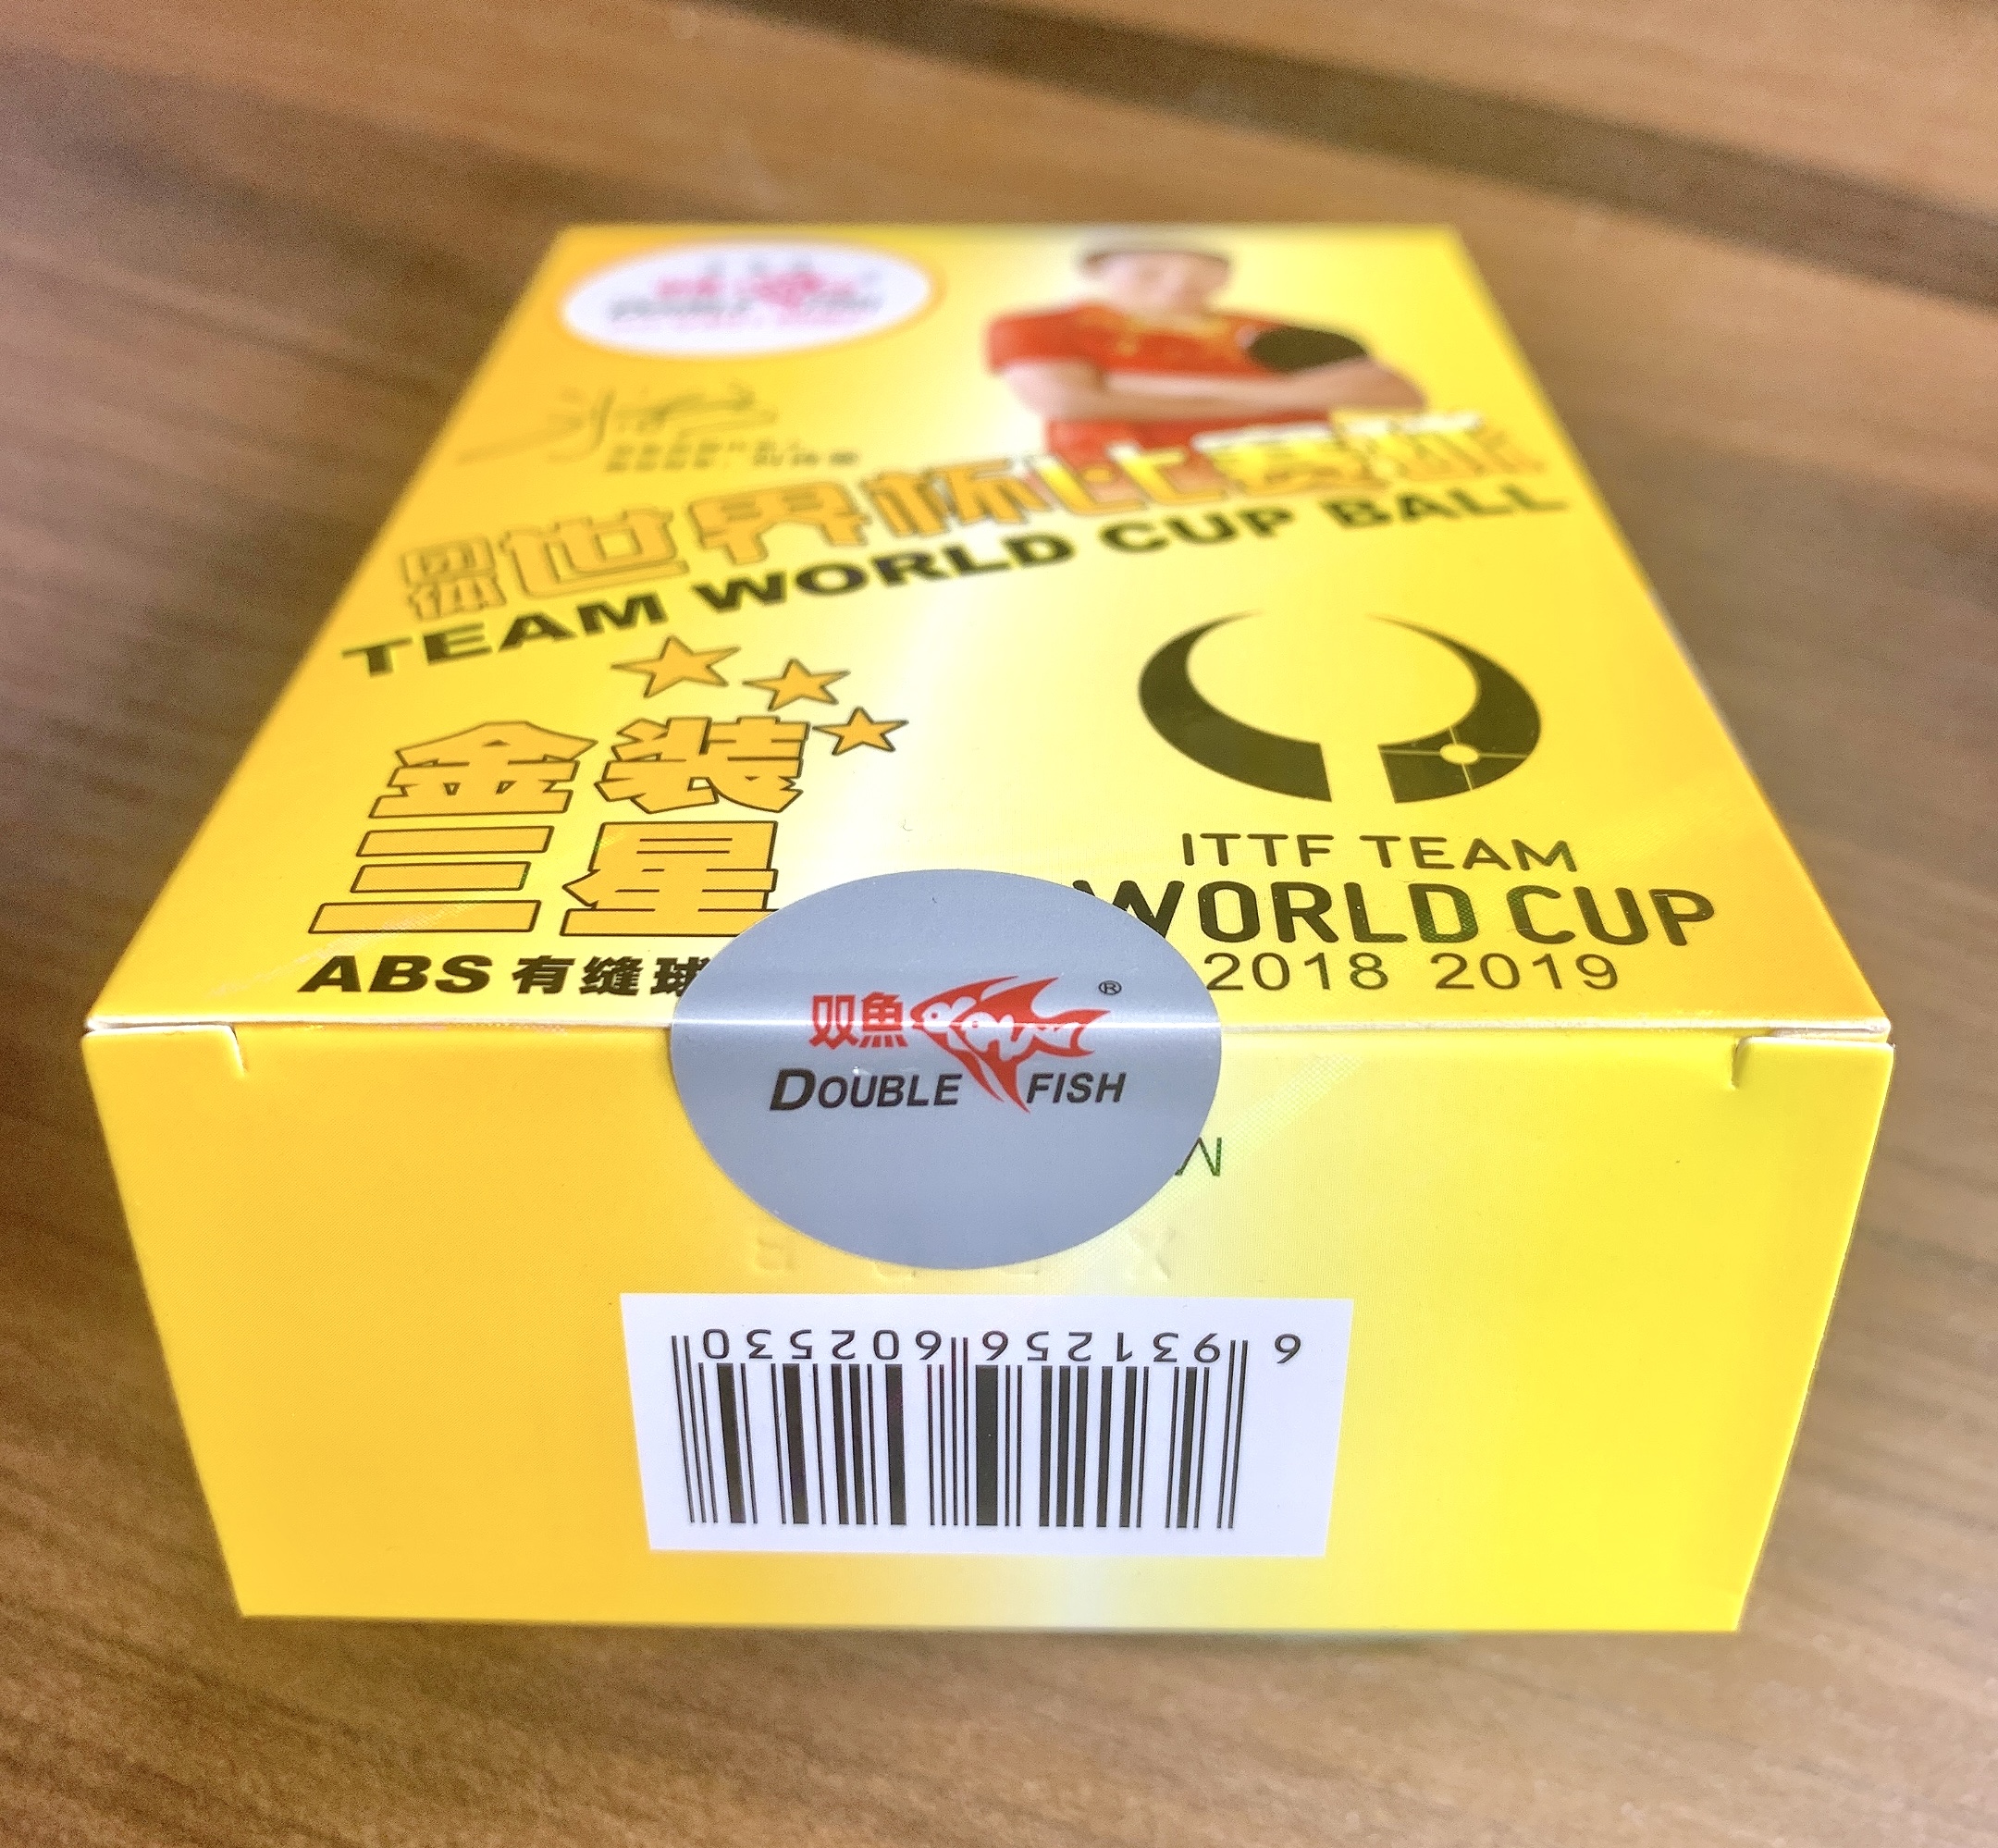 团体世界杯比赛球
TEAM WORLD CUP BALL
金装
三星
ABS 有缝球
ITTF TEAM
WORLD CUP
2018 2019
双魚 ®
DOUBLE FISH
6 931256 602530